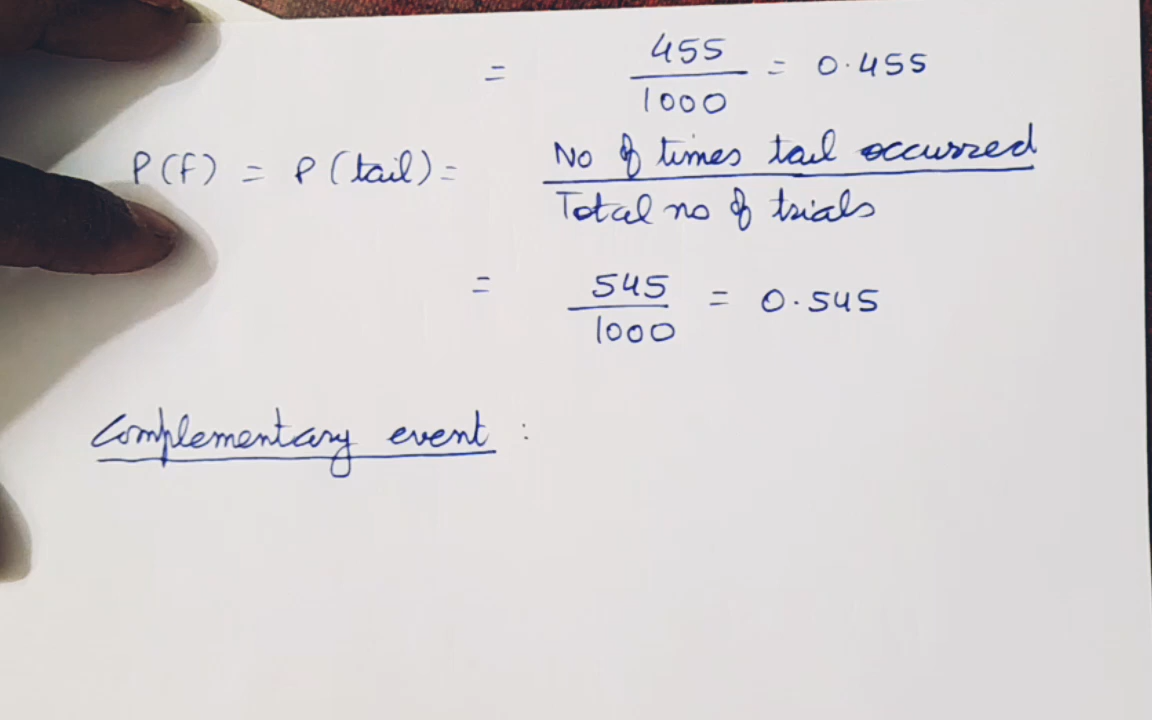 = 455/1000 = 0.455
P(F) = P(tail) = No of times tail occurred / Total no of trials
= 545/1000 = 0.545
Complementary event :